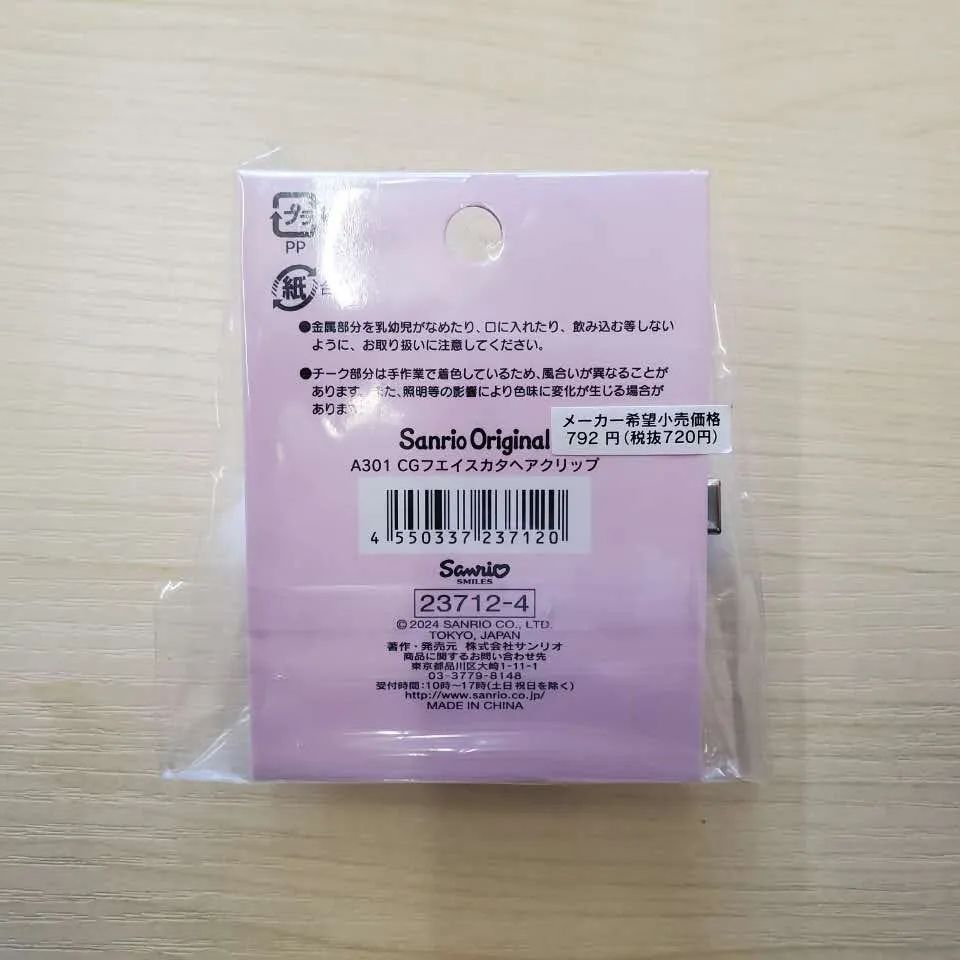 プラ
PP
紙
●金属部分を乳幼児がなめたり、口に入れたり、飲み込む等しない
ように、お取り扱いに注意してください。
●チーク部分は手作業で着色しているため、風合いが異なることが
あります。また、照明等の影響により色味に変化が生じる場合が
あります
メーカー希望小売価格
792 円(税抜720円)
Sanrio Original
A301 CGフエイスカタヘアクリップ
4 550337 237120
Sanrio
SMILES
23712-4
© 2024 SANRIO CO., LTD.
TOKYO, JAPAN
著作・発売元 株式会社サンリオ
商品に関するお問い合わせ先
東京都品川区大崎1-11-1
03-3779-8148
受付時間:10時~17時(土日祝日を除く)
http://www.sanrio.co.jp/
MADE IN CHINA